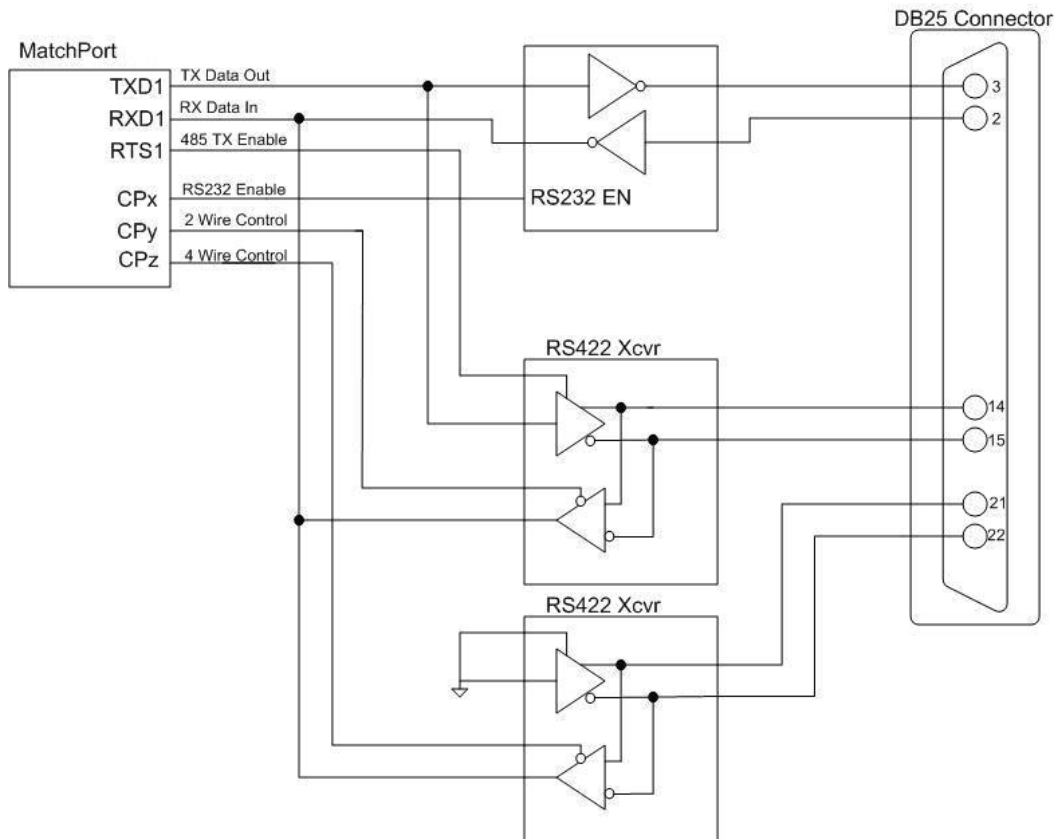 DB25 Connector
MatchPort
TXD1
TX Data Out
3
RXD1
RX Data In
2
RTS1
485 TX Enable
CPx
RS232 Enable
RS232 EN
CPy
2 Wire Control
CPz
4 Wire Control
RS422 Xcvr
14
15
21
22
RS422 Xcvr